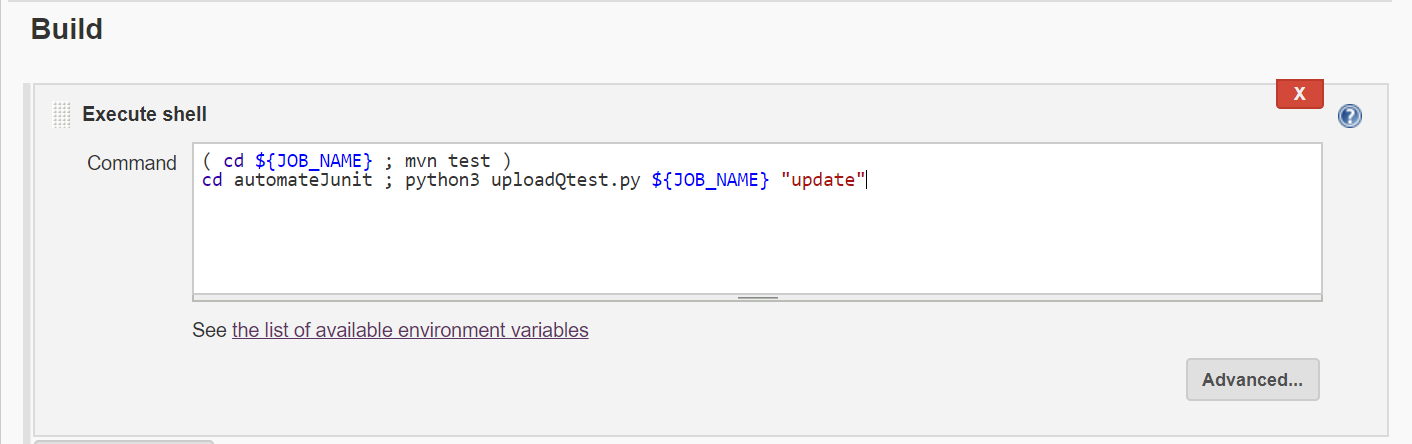 Build
X
Execute shell
?
Command
( cd ${JOB_NAME} ; mvn test )
cd automateJunit ; python3 uploadQtest.py ${JOB_NAME} "update"
See the list of available environment variables
Advanced...